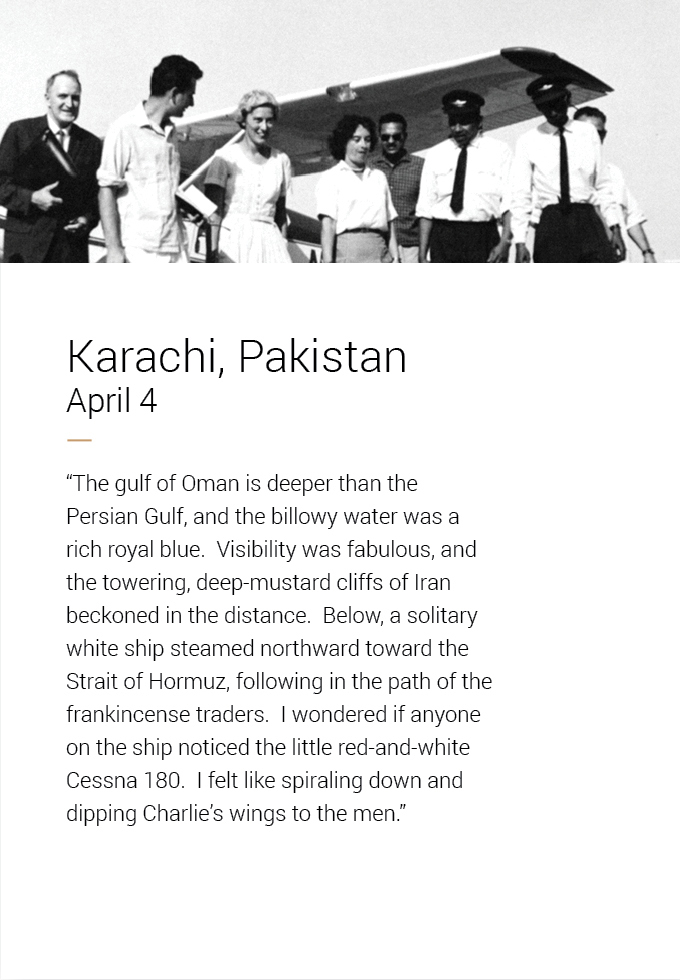 Karachi, Pakistan
April 4
“The gulf of Oman is deeper than the
Persian Gulf, and the billowy water was a
rich royal blue.  Visibility was fabulous, and
the towering, deep-mustard cliffs of Iran
beckoned in the distance.  Below, a solitary
white ship steamed northward toward the
Strait of Hormuz, following in the path of the
frankincense traders.  I wondered if anyone
on the ship noticed the little red-and-white
Cessna 180.  I felt like spiraling down and
dipping Charlie’s wings to the men.”